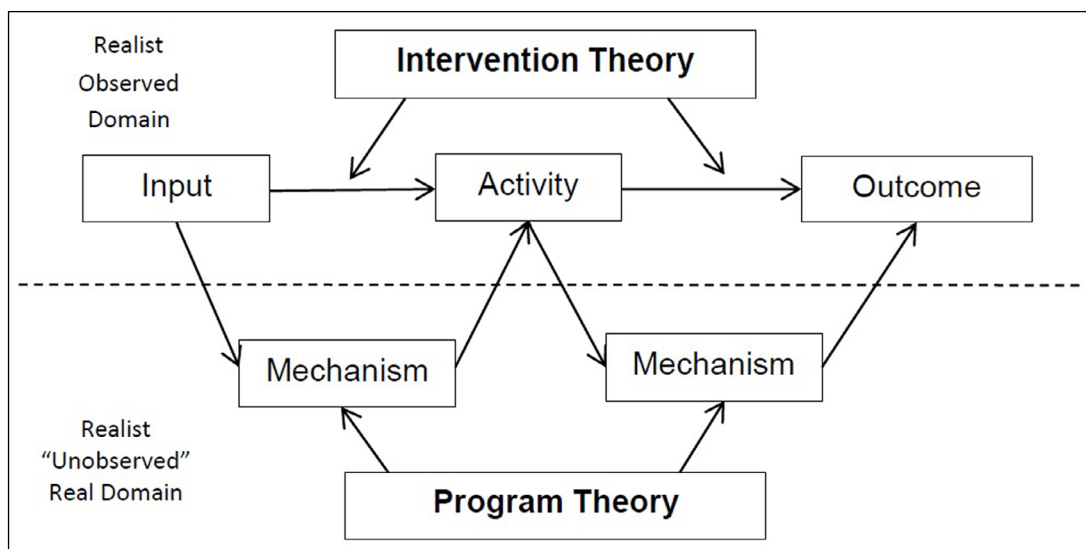 Realist
Observed
Domain
Intervention Theory
Input
Activity
Outcome
Mechanism
Mechanism
Realist
“Unobserved”
Real Domain
Program Theory